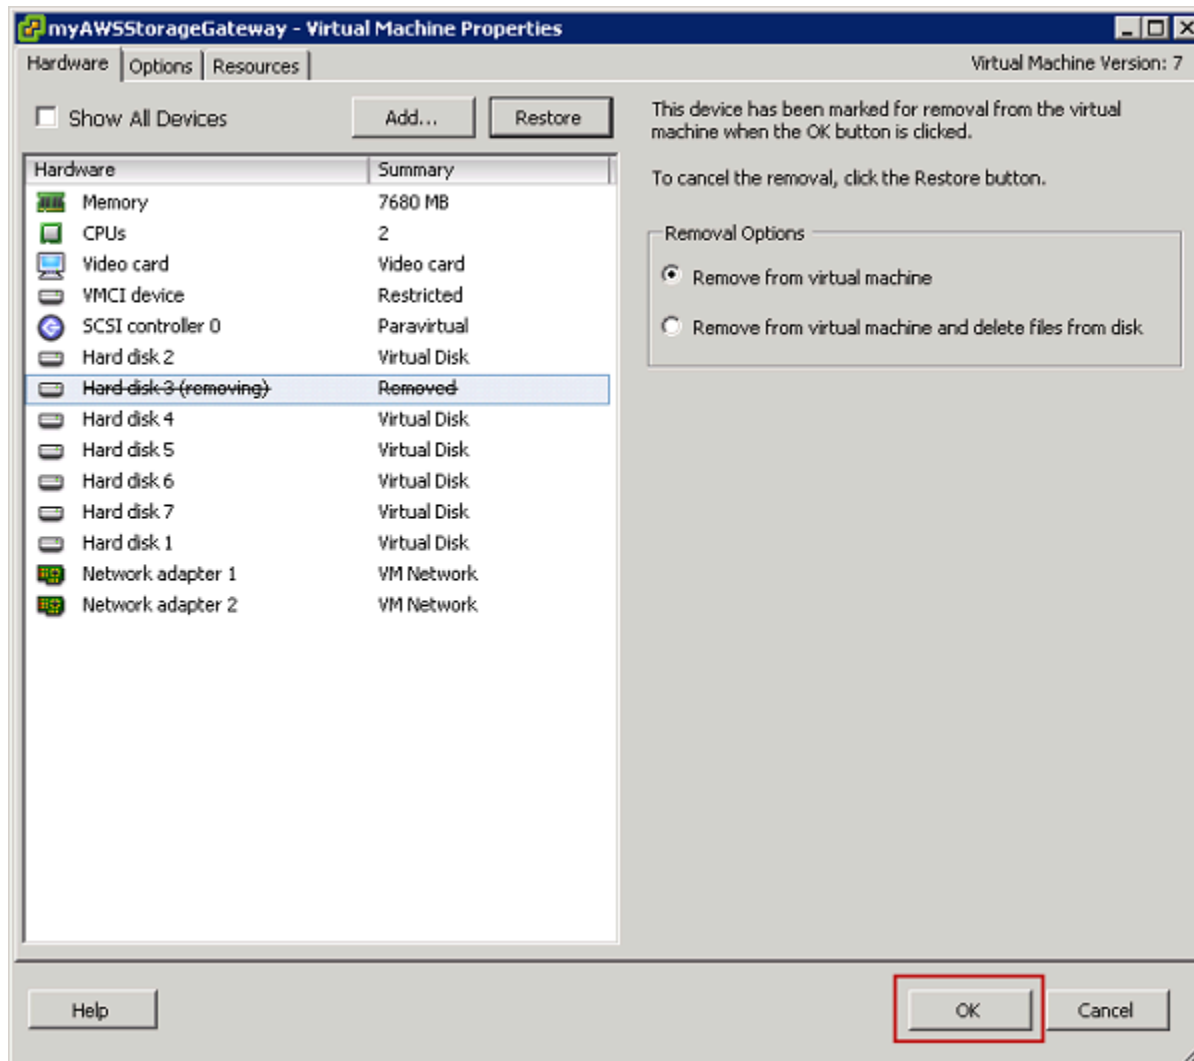 myAWSStorageGateway - Virtual Machine Properties
Hardware Options Resources Virtual Machine Version: 7
Show All Devices Add... Restore
This device has been marked for removal from the virtual
machine when the OK button is clicked.
To cancel the removal, click the Restore button.
Removal Options
Remove from virtual machine
Remove from virtual machine and delete files from disk
Hardware Summary
Memory 7680 MB
CPUs 2
Video card Video card
VMCI device Restricted
SCSI controller 0 Paravirtual
Hard disk 2 Virtual Disk
Hard disk 3 (removing) Removed
Hard disk 4 Virtual Disk
Hard disk 5 Virtual Disk
Hard disk 6 Virtual Disk
Hard disk 7 Virtual Disk
Hard disk 1 Virtual Disk
Network adapter 1 VM Network
Network adapter 2 VM Network
Help OK Cancel